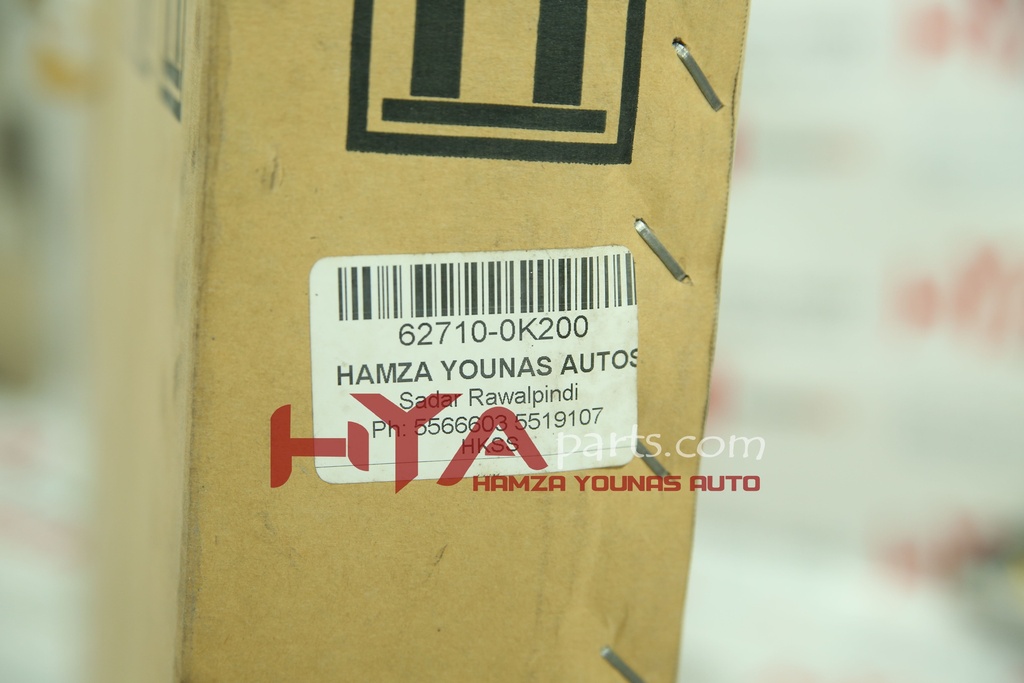 62710-0K200
HAMZA YOUNAS AUTOS
Sadar Rawalpindi
Ph: 5566603 5519107
HKSS
HYA parts.com
HAMZA YOUNAS AUTO